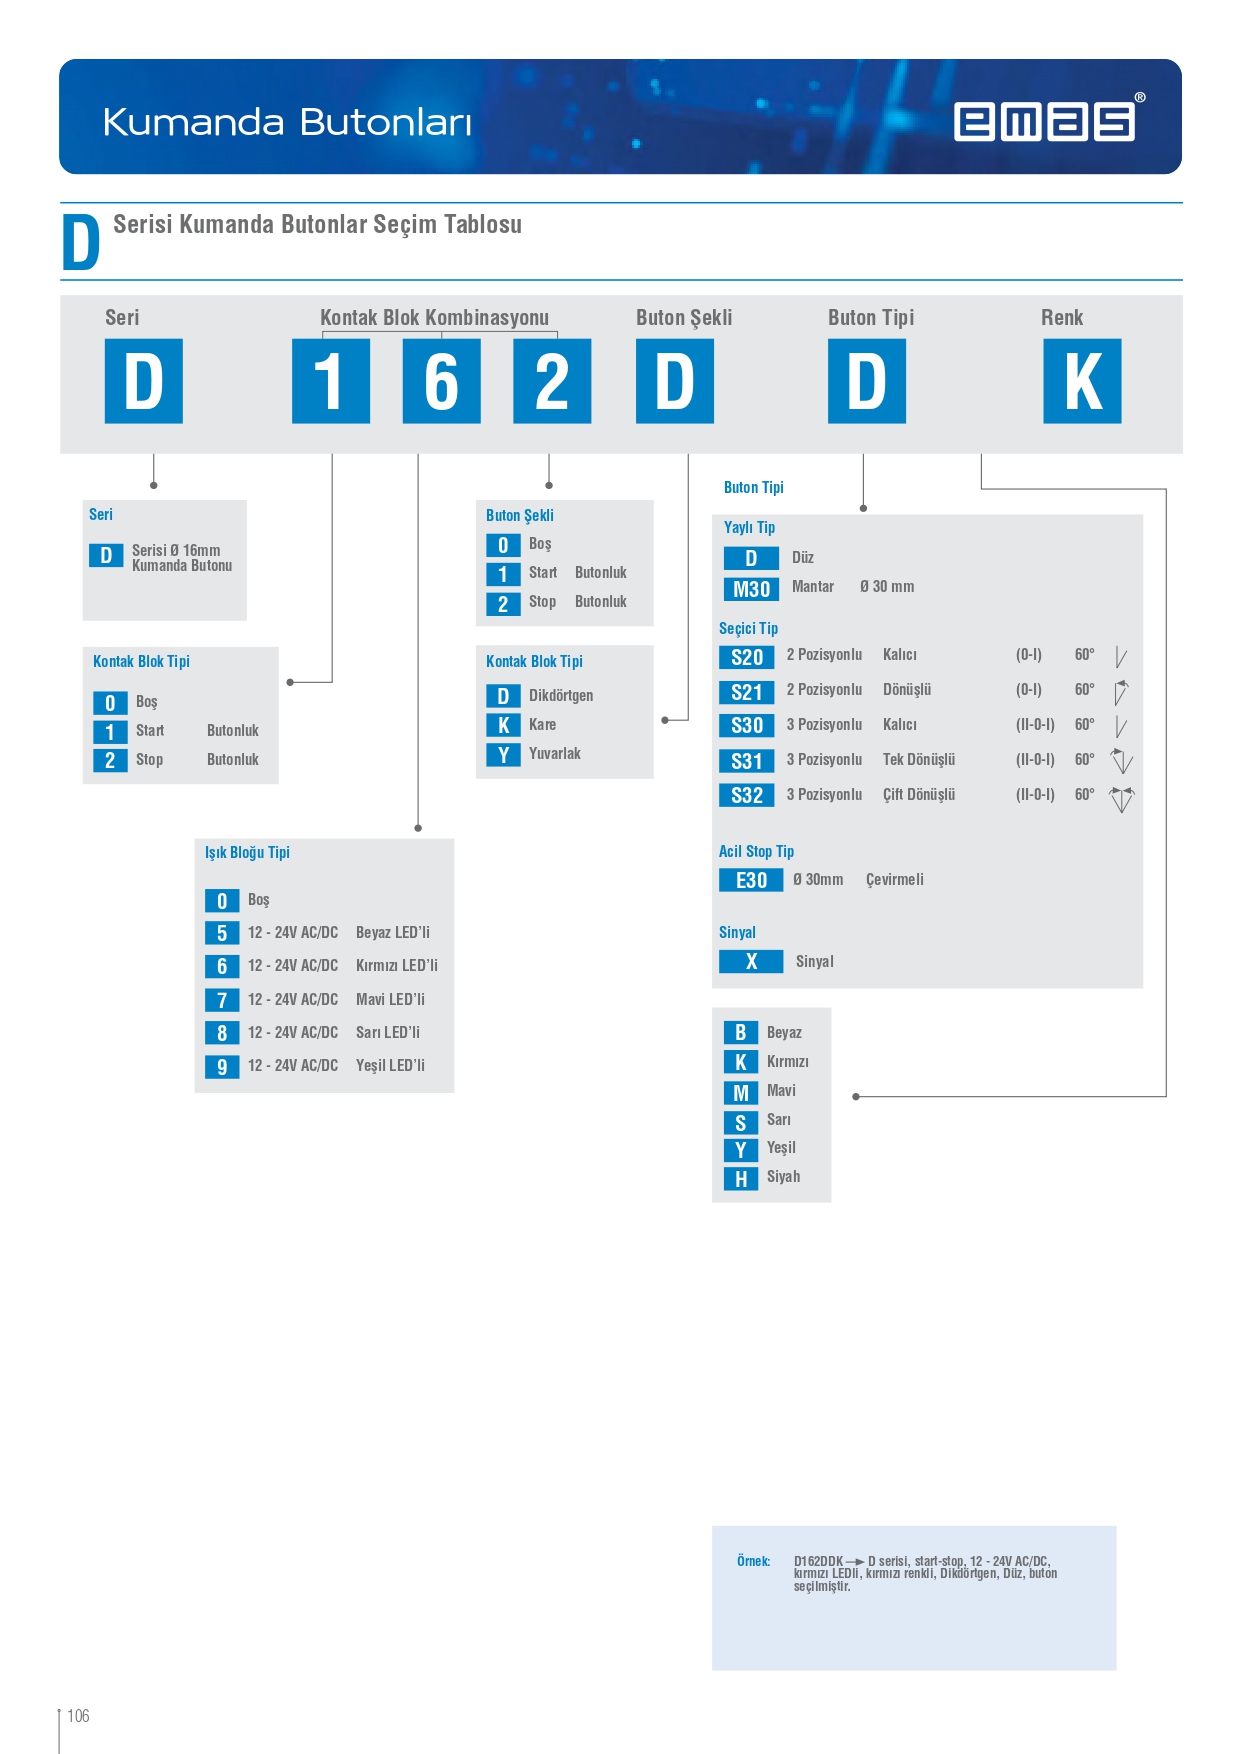 Kumanda Butonları
emas®
D Serisi Kumanda Butonlar Seçim Tablosu
Seri Kontak Blok Kombinasyonu Buton Şekli Buton Tipi Renk
D 1 6 2 D D K
Seri
D Serisi Ø 16mm
Kumanda Butonu
Kontak Blok Tipi
0 Boş
1 Start Butonluk
2 Stop Butonluk
Işık Bloğu Tipi
0 Boş
5 12 - 24V AC/DC Beyaz LED'li
6 12 - 24V AC/DC Kırmızı LED'li
7 12 - 24V AC/DC Mavi LED'li
8 12 - 24V AC/DC Sarı LED'li
9 12 - 24V AC/DC Yeşil LED'li
Buton Şekli
0 Boş
1 Start Butonluk
2 Stop Butonluk
Kontak Blok Tipi
D Dikdörtgen
K Kare
Y Yuvarlak
Buton Tipi
Yaylı Tip
D Düz
M30 Mantar Ø 30 mm
Seçici Tip
S20 2 Pozisyonlu Kalıcı (0-I) 60°
S21 2 Pozisyonlu Dönüşlü (0-I) 60°
S30 3 Pozisyonlu Kalıcı (II-0-I) 60°
S31 3 Pozisyonlu Tek Dönüşlü (II-0-I) 60°
S32 3 Pozisyonlu Çift Dönüşlü (II-0-I) 60°
Acil Stop Tip
E30 Ø 30mm Çevirmeli
Sinyal
X Sinyal
B Beyaz
K Kırmızı
M Mavi
S Sarı
Y Yeşil
H Siyah
Örnek: D162DDK → D serisi, start-stop, 12 - 24V AC/DC,
kırmızı LEDli, kırmızı renkli, Dikdörtgen, Düz, buton
seçilmiştir.
106